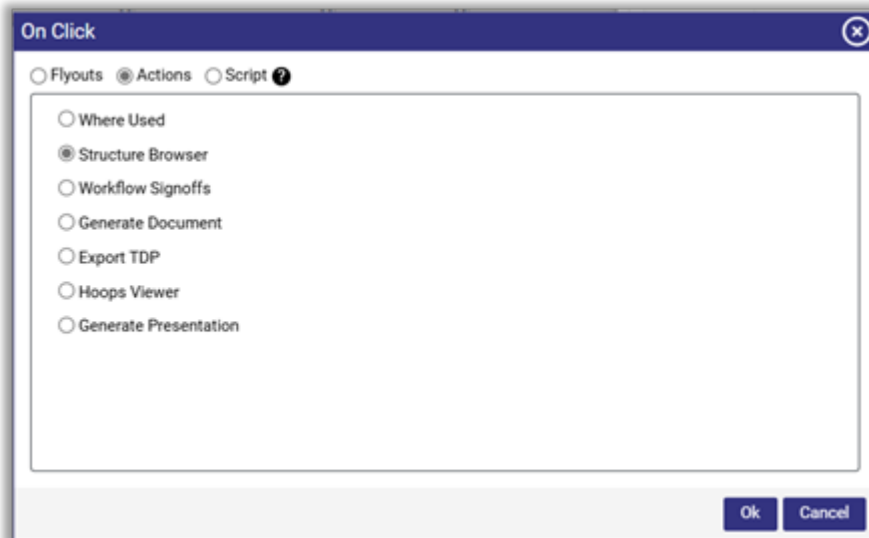 On Click
Flyouts Actions Script ?
Where Used
Structure Browser
Workflow Signoffs
Generate Document
Export TDP
Hoops Viewer
Generate Presentation
Ok Cancel